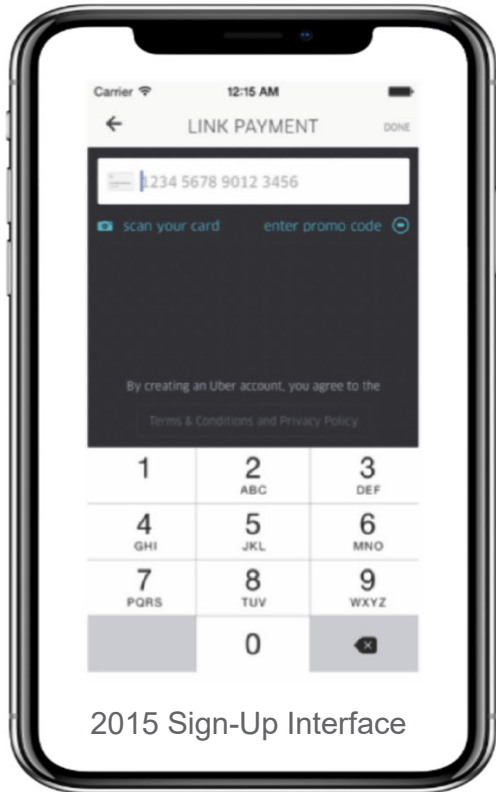 Carrier 12:15 AM
LINK PAYMENT DONE
1234 5678 9012 3456
scan your card enter promo code
By creating an Uber account, you agree to the
Terms & Conditions and Privacy Policy
1 2 3
ABC DEF
4 5 6
GHI JKL MNO
7 8 9
PQRS TUV WXYZ
0
2015 Sign-Up Interface